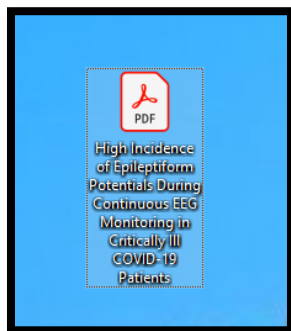 PDF
High Incidence
of Epileptiform
Potentials During
Continuous EEG
Monitoring in
Critically Ill
COVID-19
Patients